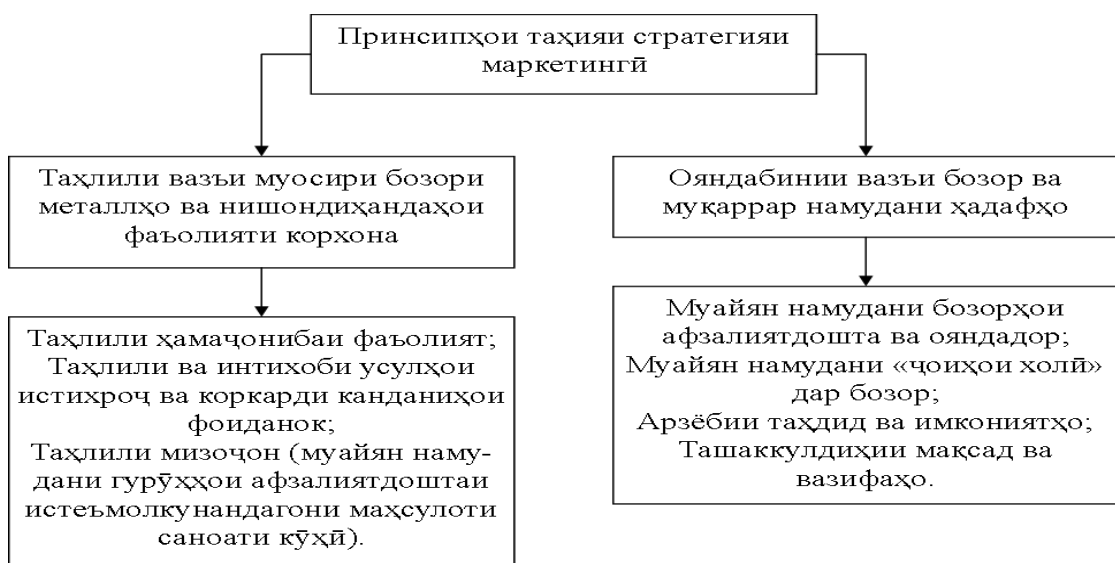 Принсипҳои таҳияи стратегияи
маркетингӣ
Таҳлили вазъи муосири бозори
металлҳо ва нишондиҳандаҳои
фаъолияти корхона
Ояндабинии вазъи бозор ва
муқаррар намудани ҳадафҳо
Таҳлили ҳамаҷонибаи фаъолият;
Таҳлили ва интихоби усулҳои
истихроҷ ва коркарди канданиҳои
фоиданок;
Таҳлили мизоҷон (муайян наму-
дани гурӯҳҳои афзалиятдоштаи
истеъмолкунандагони маҳсулоти
саноати кӯҳӣ).
Муайян намудани бозорҳои
афзалиятдошта ва ояндадор;
Муайян намудани «ҷоиҳои холӣ»
дар бозор;
Арзёбии таҳдид ва имкониятҳо;
Ташаккулдиҳии мақсад ва
вазифаҳо.